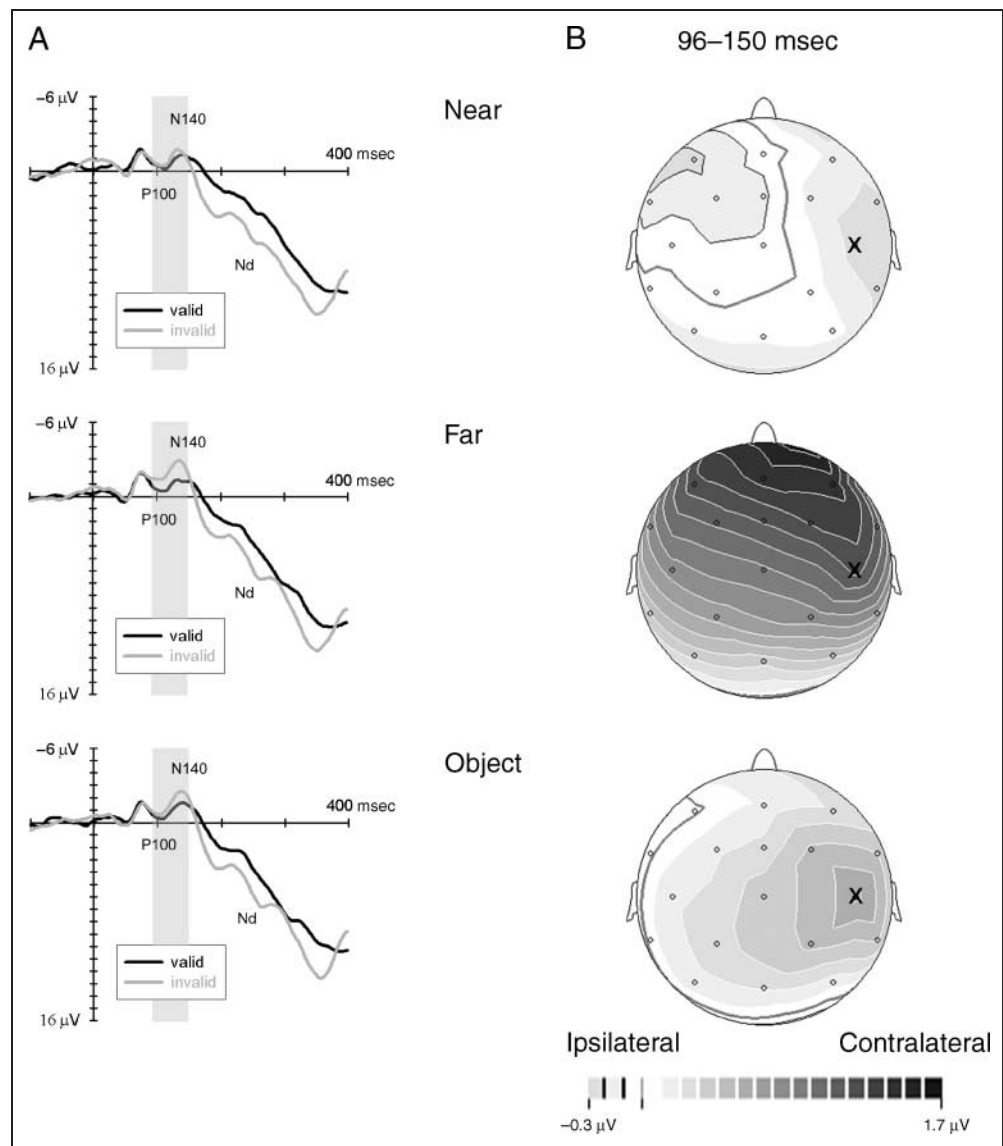 A
B
96–150 msec
–6 µV
N140
Near
400 msec
P100
Nd
valid
invalid
16 µV
–6 µV
N140
Far
400 msec
P100
Nd
valid
invalid
16 µV
–6 µV
N140
Object
400 msec
P100
Nd
valid
invalid
16 µV
X
X
X
Ipsilateral
Contralateral
–0.3 µV
1.7 µV